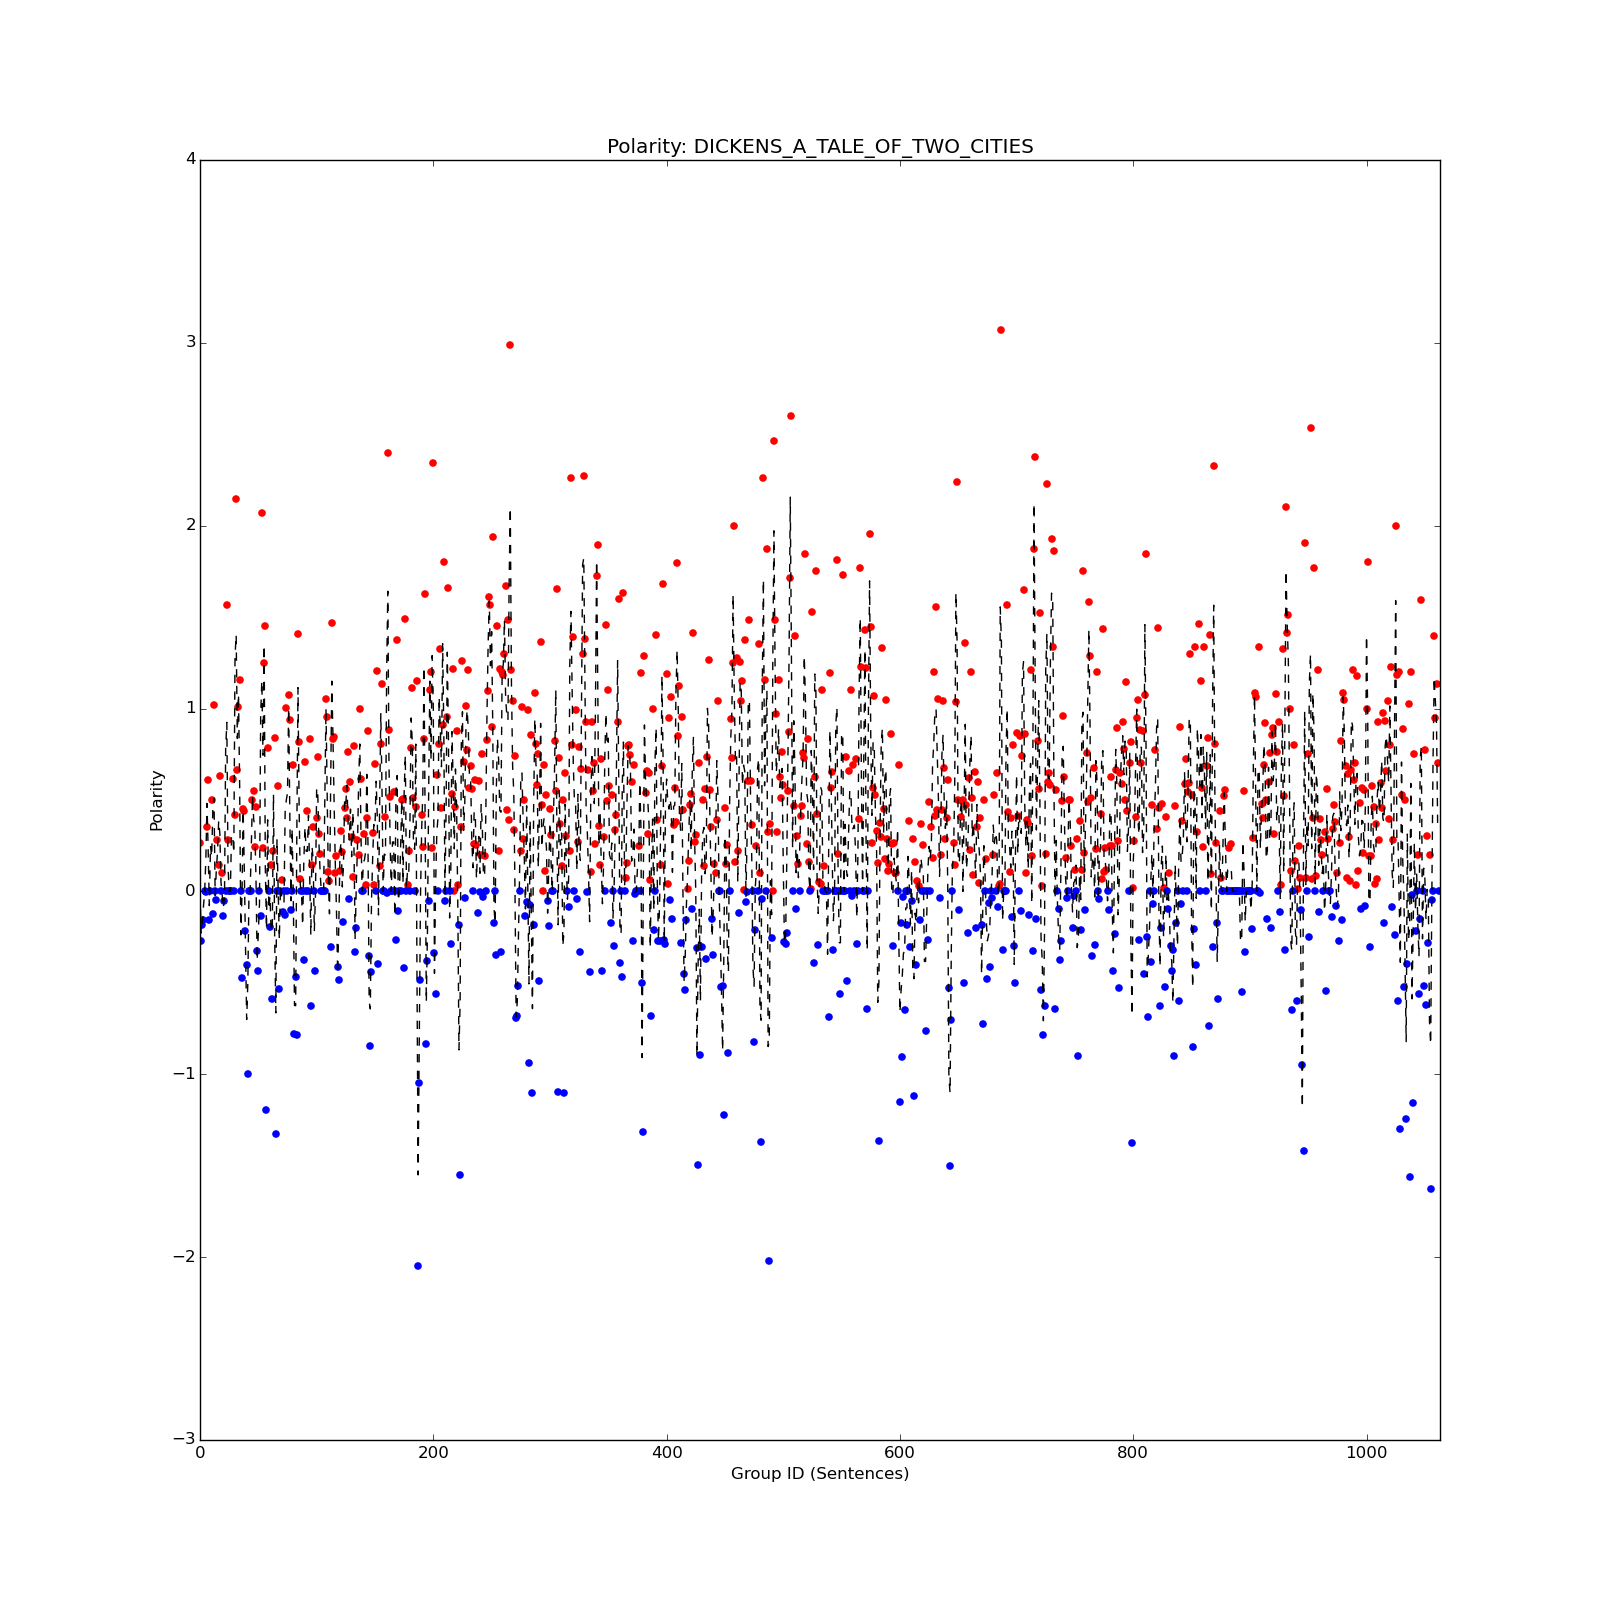 Polarity: DICKENS_A_TALE_OF_TWO_CITIES
4
3
2
1
0
−1
−2
−3
Polarity
0 200 400 600 800 1000
Group ID (Sentences)